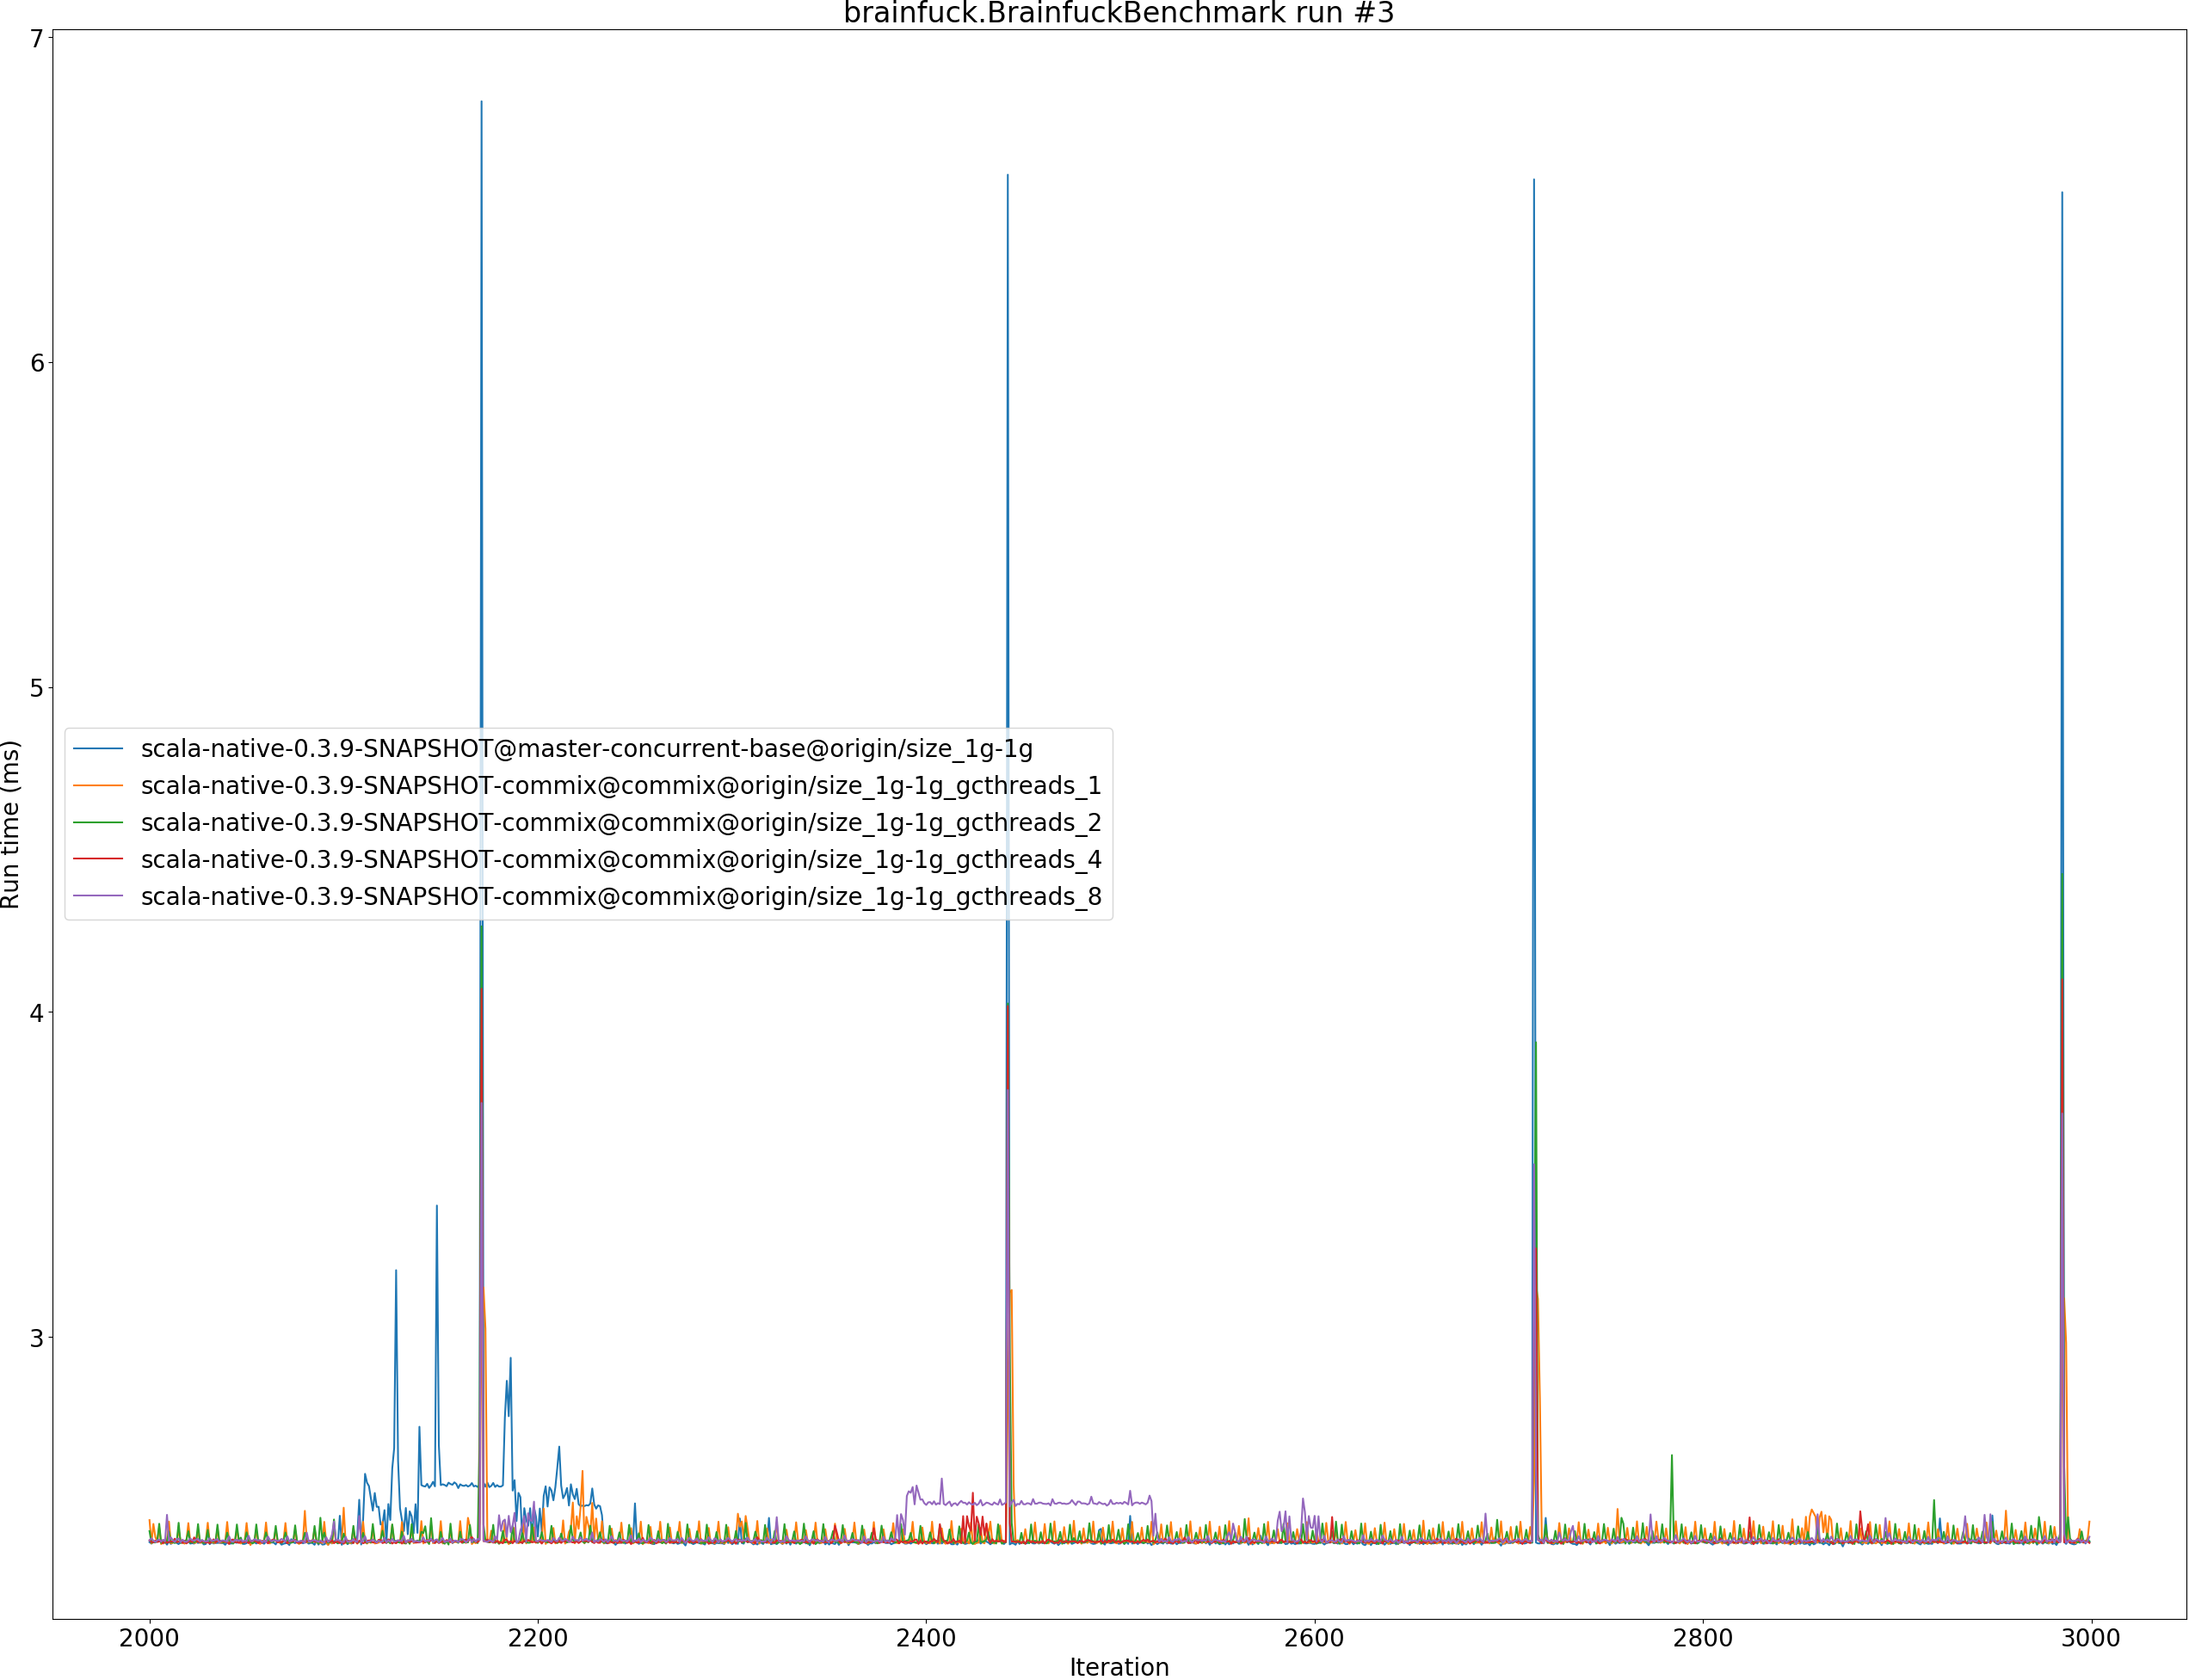 brainfuck.BrainfuckBenchmark run #3
7
6
5
4
3
Run time (ms)
scala-native-0.3.9-SNAPSHOT@master-concurrent-base@origin/size_1g-1g
scala-native-0.3.9-SNAPSHOT-commix@commix@origin/size_1g-1g_gcthreads_1
scala-native-0.3.9-SNAPSHOT-commix@commix@origin/size_1g-1g_gcthreads_2
scala-native-0.3.9-SNAPSHOT-commix@commix@origin/size_1g-1g_gcthreads_4
scala-native-0.3.9-SNAPSHOT-commix@commix@origin/size_1g-1g_gcthreads_8
2000 2200 2400 2600 2800 3000
Iteration